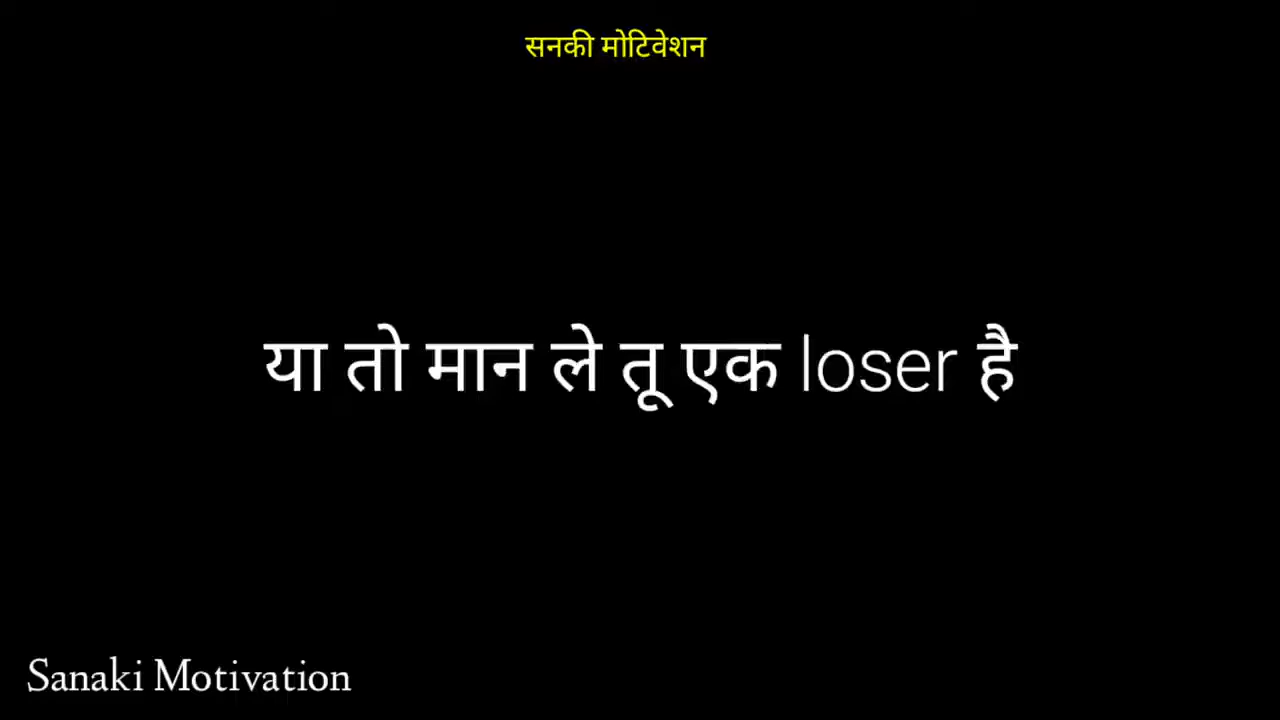 सनकी मोटिवेशन
या तो मान ले तू एक loser है
Sanaki Motivation